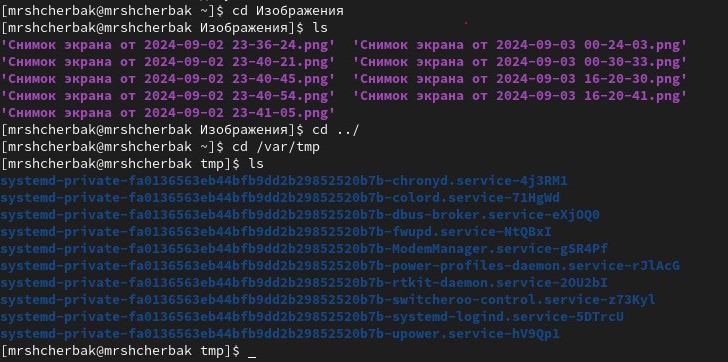 [mrshcherbak@mrshcherbak ~]$ cd Изображения
[mrshcherbak@mrshcherbak Изображения]$ ls
'Снимок экрана от 2024-09-02 23-36-24.png'  'Снимок экрана от 2024-09-03 00-24-03.png'
'Снимок экрана от 2024-09-02 23-40-21.png'  'Снимок экрана от 2024-09-03 00-30-33.png'
'Снимок экрана от 2024-09-02 23-40-45.png'  'Снимок экрана от 2024-09-03 16-20-30.png'
'Снимок экрана от 2024-09-02 23-40-54.png'  'Снимок экрана от 2024-09-03 16-20-41.png'
'Снимок экрана от 2024-09-02 23-41-05.png'
[mrshcherbak@mrshcherbak Изображения]$ cd ../
[mrshcherbak@mrshcherbak ~]$ cd /var/tmp
[mrshcherbak@mrshcherbak tmp]$ ls
systemd-private-fa0136563eb44bfb9dd2b29852520b7b-chronyd.service-4j3RM1
systemd-private-fa0136563eb44bfb9dd2b29852520b7b-colord.service-71HgWd
systemd-private-fa0136563eb44bfb9dd2b29852520b7b-dbus-broker.service-eXjOQ0
systemd-private-fa0136563eb44bfb9dd2b29852520b7b-fwupd.service-NtQBxI
systemd-private-fa0136563eb44bfb9dd2b29852520b7b-ModemManager.service-gSR4Pf
systemd-private-fa0136563eb44bfb9dd2b29852520b7b-power-profiles-daemon.service-rJlAcG
systemd-private-fa0136563eb44bfb9dd2b29852520b7b-rtkit-daemon.service-2OU2bI
systemd-private-fa0136563eb44bfb9dd2b29852520b7b-switcheroo-control.service-z73Kyl
systemd-private-fa0136563eb44bfb9dd2b29852520b7b-systemd-logind.service-5DTrcU
systemd-private-fa0136563eb44bfb9dd2b29852520b7b-upower.service-hV9Qp1
[mrshcherbak@mrshcherbak tmp]$ _